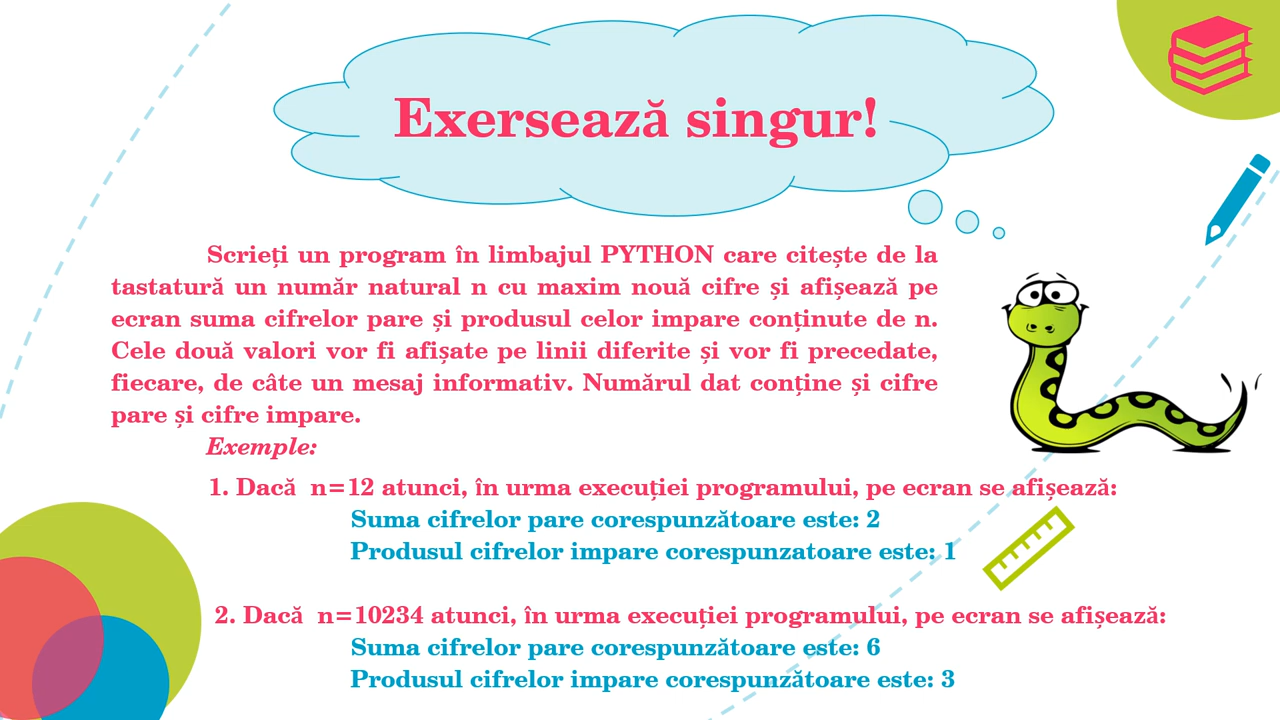 Exersează singur!
Scrieți un program în limbajul PYTHON care citește de la
tastatură un număr natural n cu maxim nouă cifre și afișează pe
ecran suma cifrelor pare și produsul celor impare conținute de n.
Cele două valori vor fi afișate pe linii diferite și vor fi precedate,
fiecare, de câte un mesaj informativ. Numărul dat conține și cifre
pare și cifre impare.
Exemple:
1. Dacă n=12 atunci, în urma execuției programului, pe ecran se afișează:
Suma cifrelor pare corespunzătoare este: 2
Produsul cifrelor impare corespunzatoare este: 1
2. Dacă n=10234 atunci, în urma execuției programului, pe ecran se afișează:
Suma cifrelor pare corespunzătoare este: 6
Produsul cifrelor impare corespunzătoare este: 3